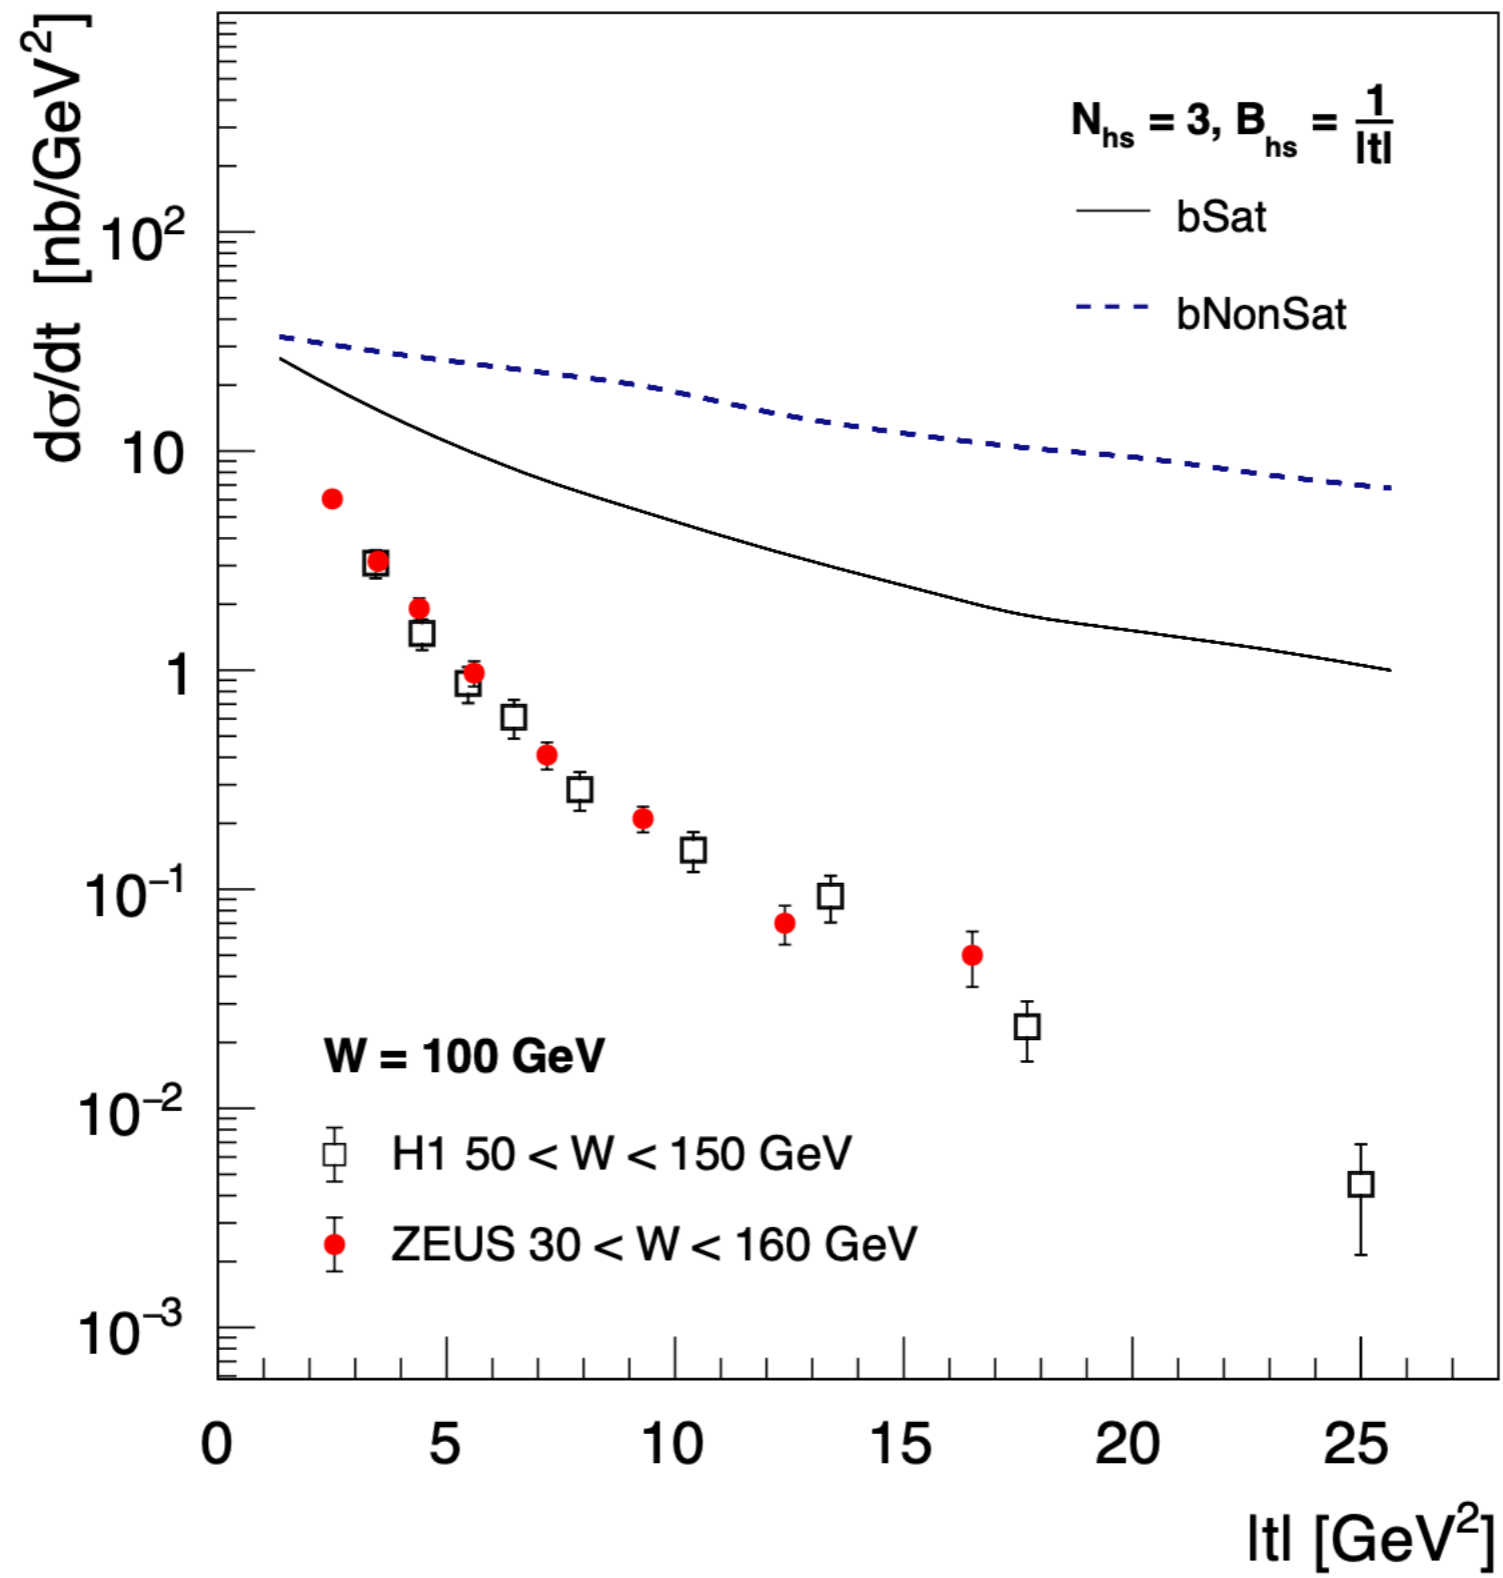 dσ/dt [nb/GeV²]
10²
10
1
10⁻¹
10⁻²
10⁻³
N_hs = 3, B_hs = 1/|t|
bSat
bNonSat
W = 100 GeV
H1 50 < W < 150 GeV
ZEUS 30 < W < 160 GeV
0 5 10 15 20 25
|t| [GeV²]